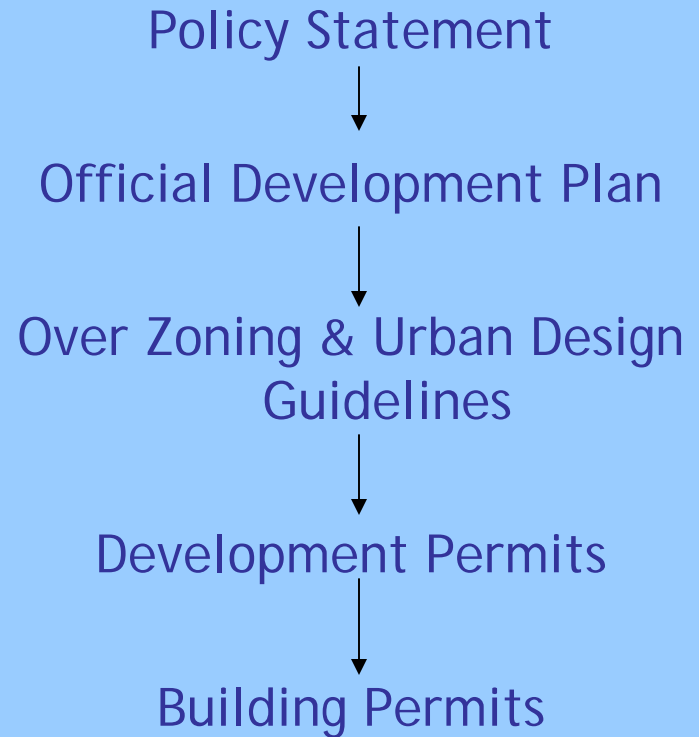 Policy Statement
Official Development Plan
Over Zoning & Urban Design
Guidelines
Development Permits
Building Permits